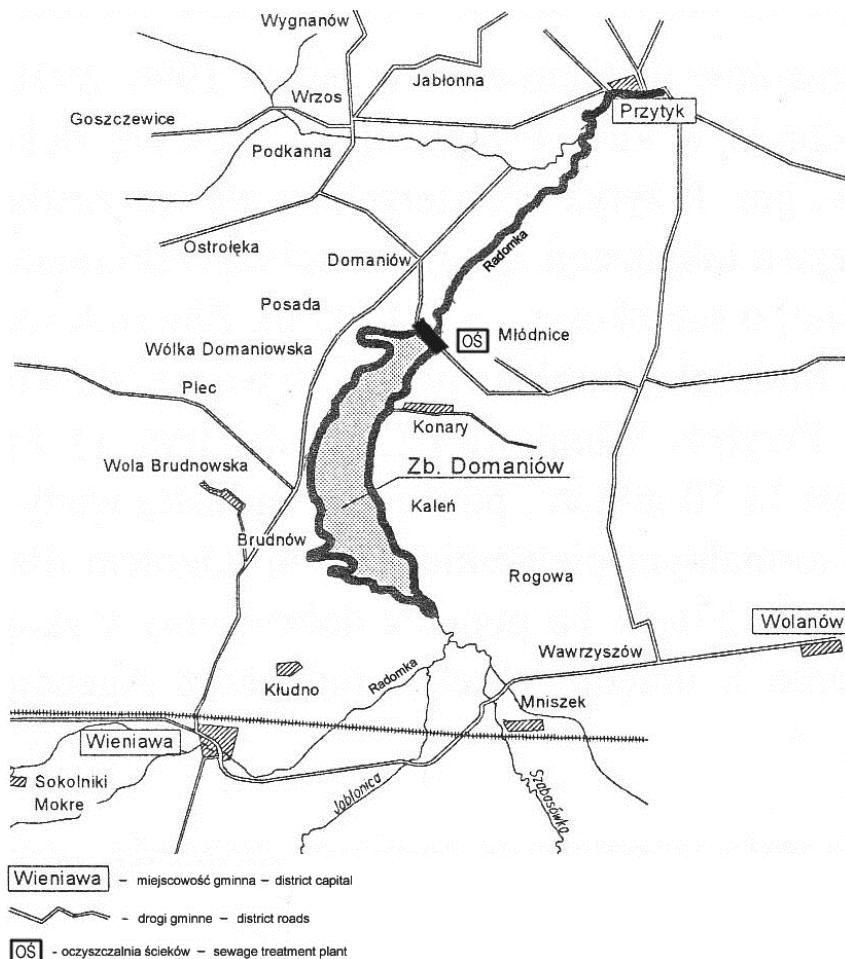 Wygnanów
Jabłonna
Wrzos
Goszczewice
Przytyk
Podkanna
Ostrołęka
Radomka
Domaniów
Posada
OŚ
Młódnice
Wólka Domaniowska
Plec
Konary
Wola Brudnowska
Zb. Domaniów
Kaleń
Brudnów
Rogowa
Wolanów
Wawrzyszów
Radomka
Kłudno
Mniszek
Wieniawa
Sokolniki
Mokre
Jabłonica
Szabasówka
Wieniawa – miejscowość gminna – district capital
– drogi gminne – district roads
OŚ - oczyszczalnia ścieków – sewage treatment plant